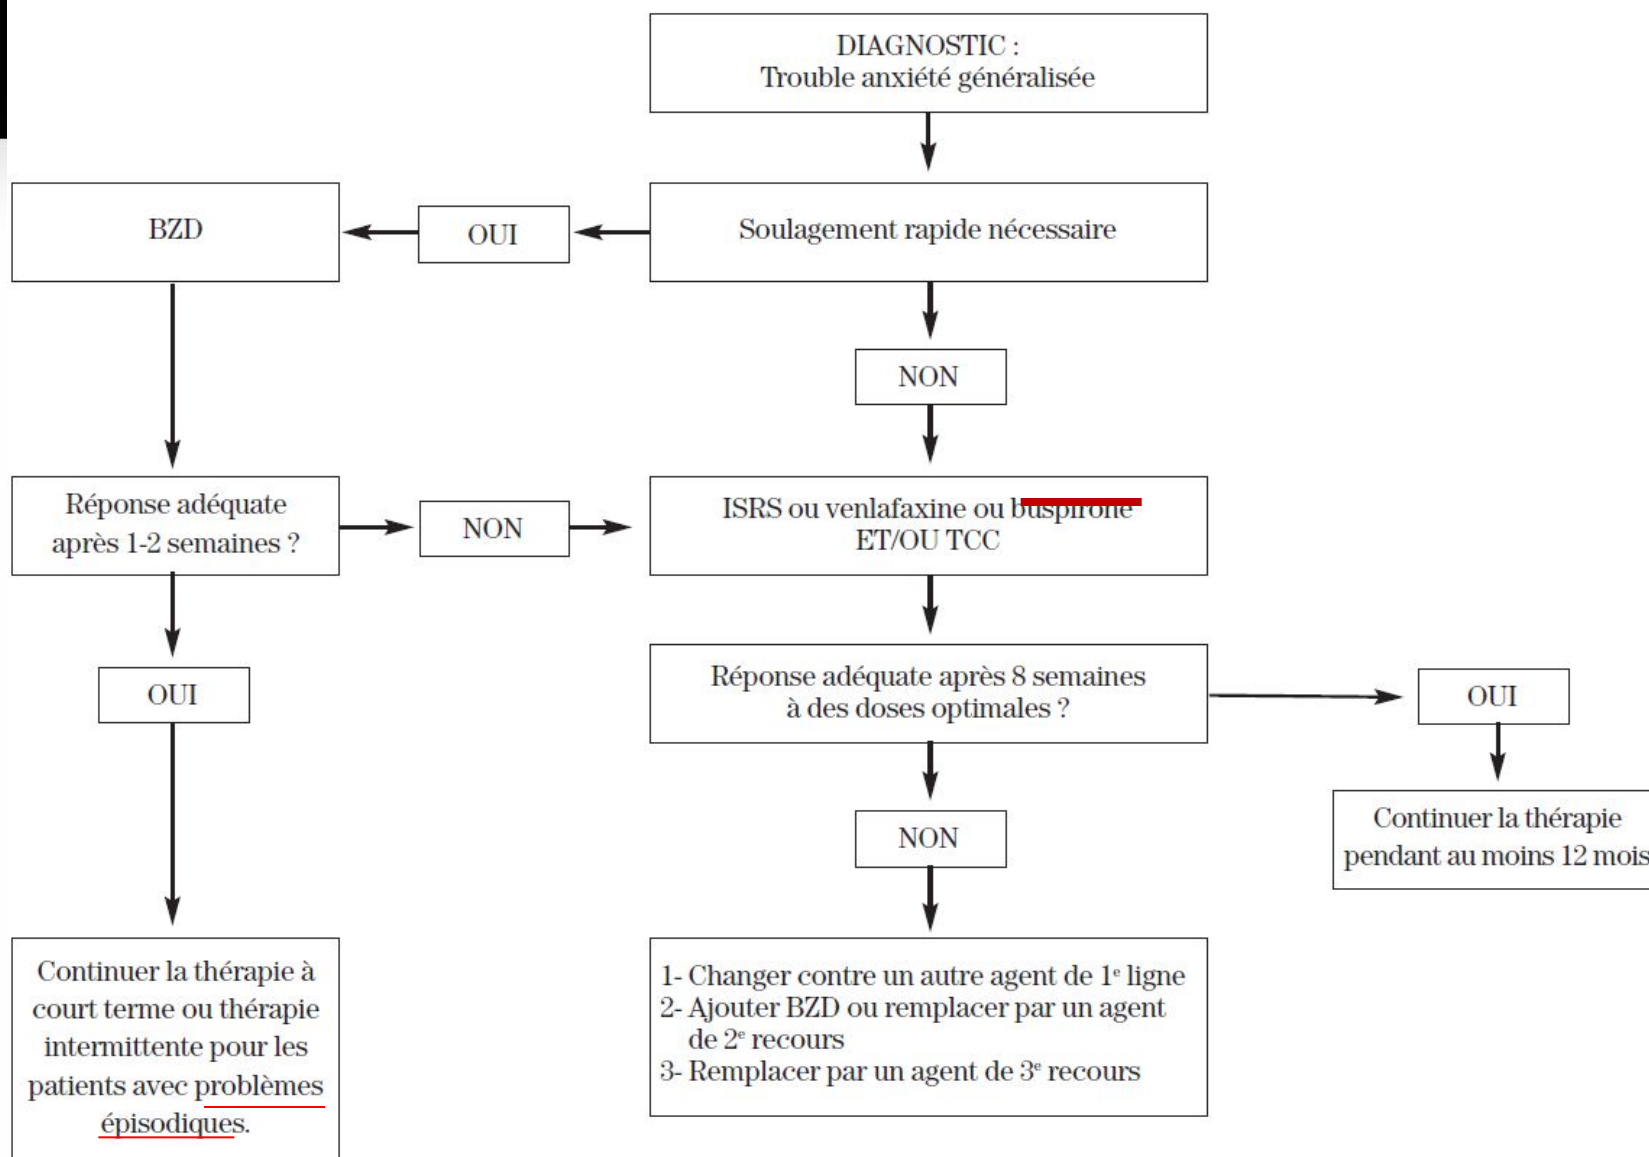 DIAGNOSTIC :
Trouble anxiété généralisée
Soulagement rapide nécessaire
OUI
BZD
NON
Réponse adéquate
après 1-2 semaines ?
NON
ISRS ou venlafaxine ou buspirone
ET/OU TCC
OUI
Réponse adéquate après 8 semaines
à des doses optimales ?
OUI
Continuer la thérapie
pendant au moins 12 mois
NON
Continuer la thérapie à
court terme ou thérapie
intermittente pour les
patients avec problèmes
épisodiques.
1- Changer contre un autre agent de 1e ligne
2- Ajouter BZD ou remplacer par un agent
de 2e recours
3- Remplacer par un agent de 3e recours